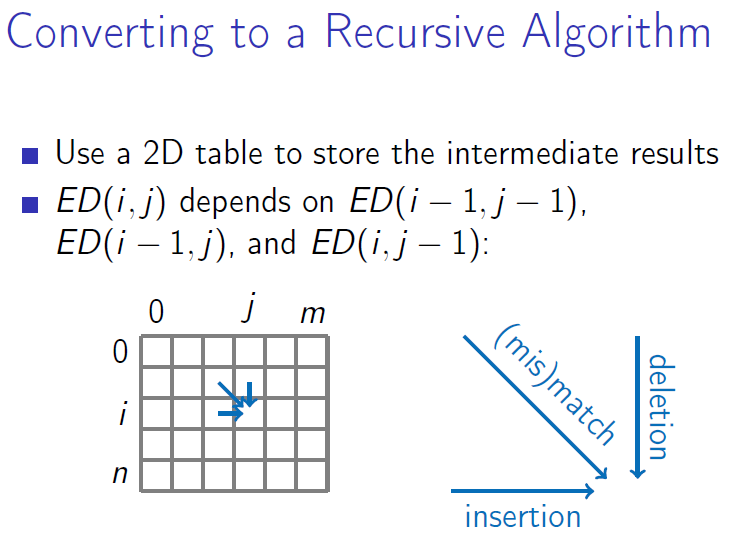 Converting to a Recursive Algorithm
Use a 2D table to store the intermediate results
ED(i, j) depends on ED(i − 1, j − 1),
ED(i − 1, j), and ED(i, j − 1):
0 j m
0
i
n
(mis)match
deletion
insertion